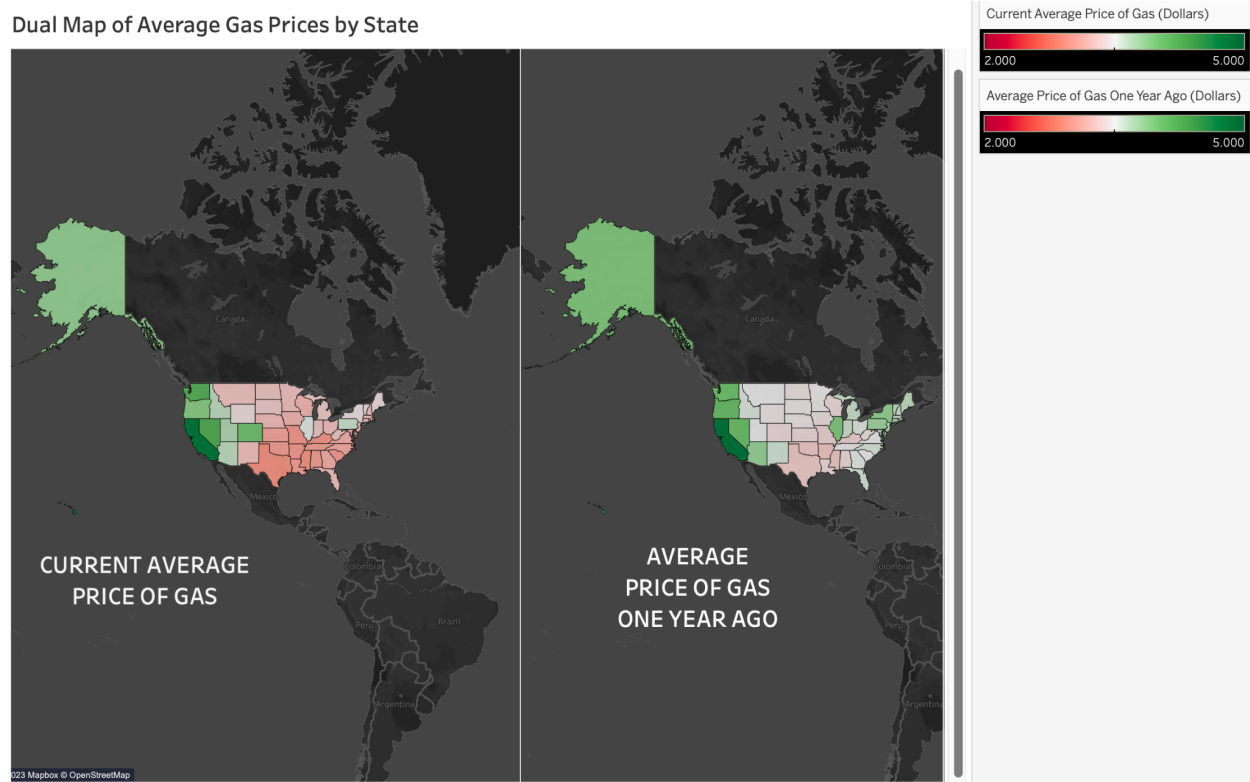 Dual Map of Average Gas Prices by State
Canada
Mexico
Colombia
Peru
Brazil
Argentina
CURRENT AVERAGE
PRICE OF GAS
023 Mapbox © OpenStreetMap
Canada
Mexico
Colombia
Peru
Argentin
AVERAGE
PRICE OF GAS
ONE YEAR AGO
Current Average Price of Gas (Dollars)
2.000
5.000
Average Price of Gas One Year Ago (Dollars)
2.000
5.000